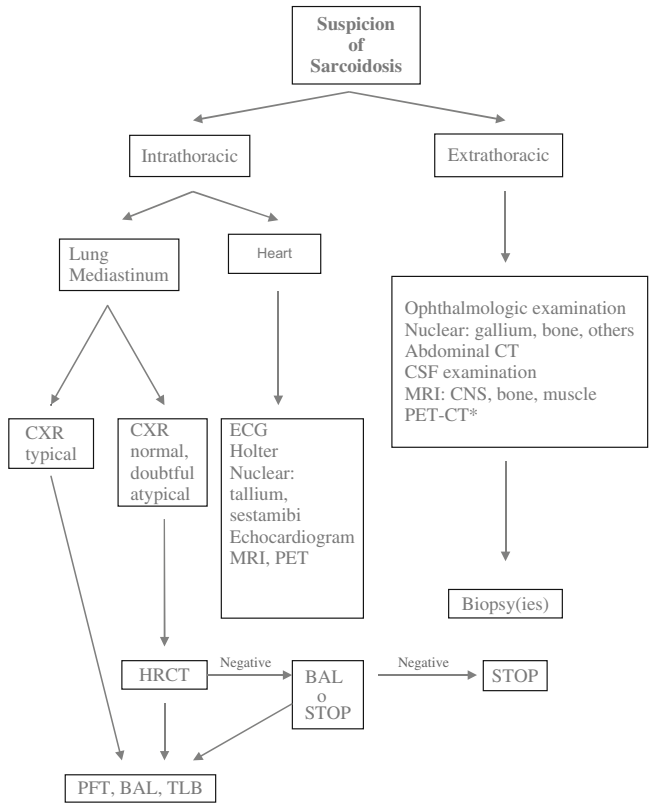 Suspicion
of
Sarcoidosis
Intrathoracic
Extrathoracic
Lung
Mediastinum
Heart
Ophthalmologic examination
Nuclear: gallium, bone, others
Abdominal CT
CSF examination
MRI: CNS, bone, muscle
PET-CT*
CXR
typical
CXR
normal,
doubtful
atypical
ECG
Holter
Nuclear:
tallium,
sestamibi
Echocardiogram
MRI, PET
Biopsy(ies)
HRCT
Negative
BAL
o
STOP
Negative
STOP
PFT, BAL, TLB